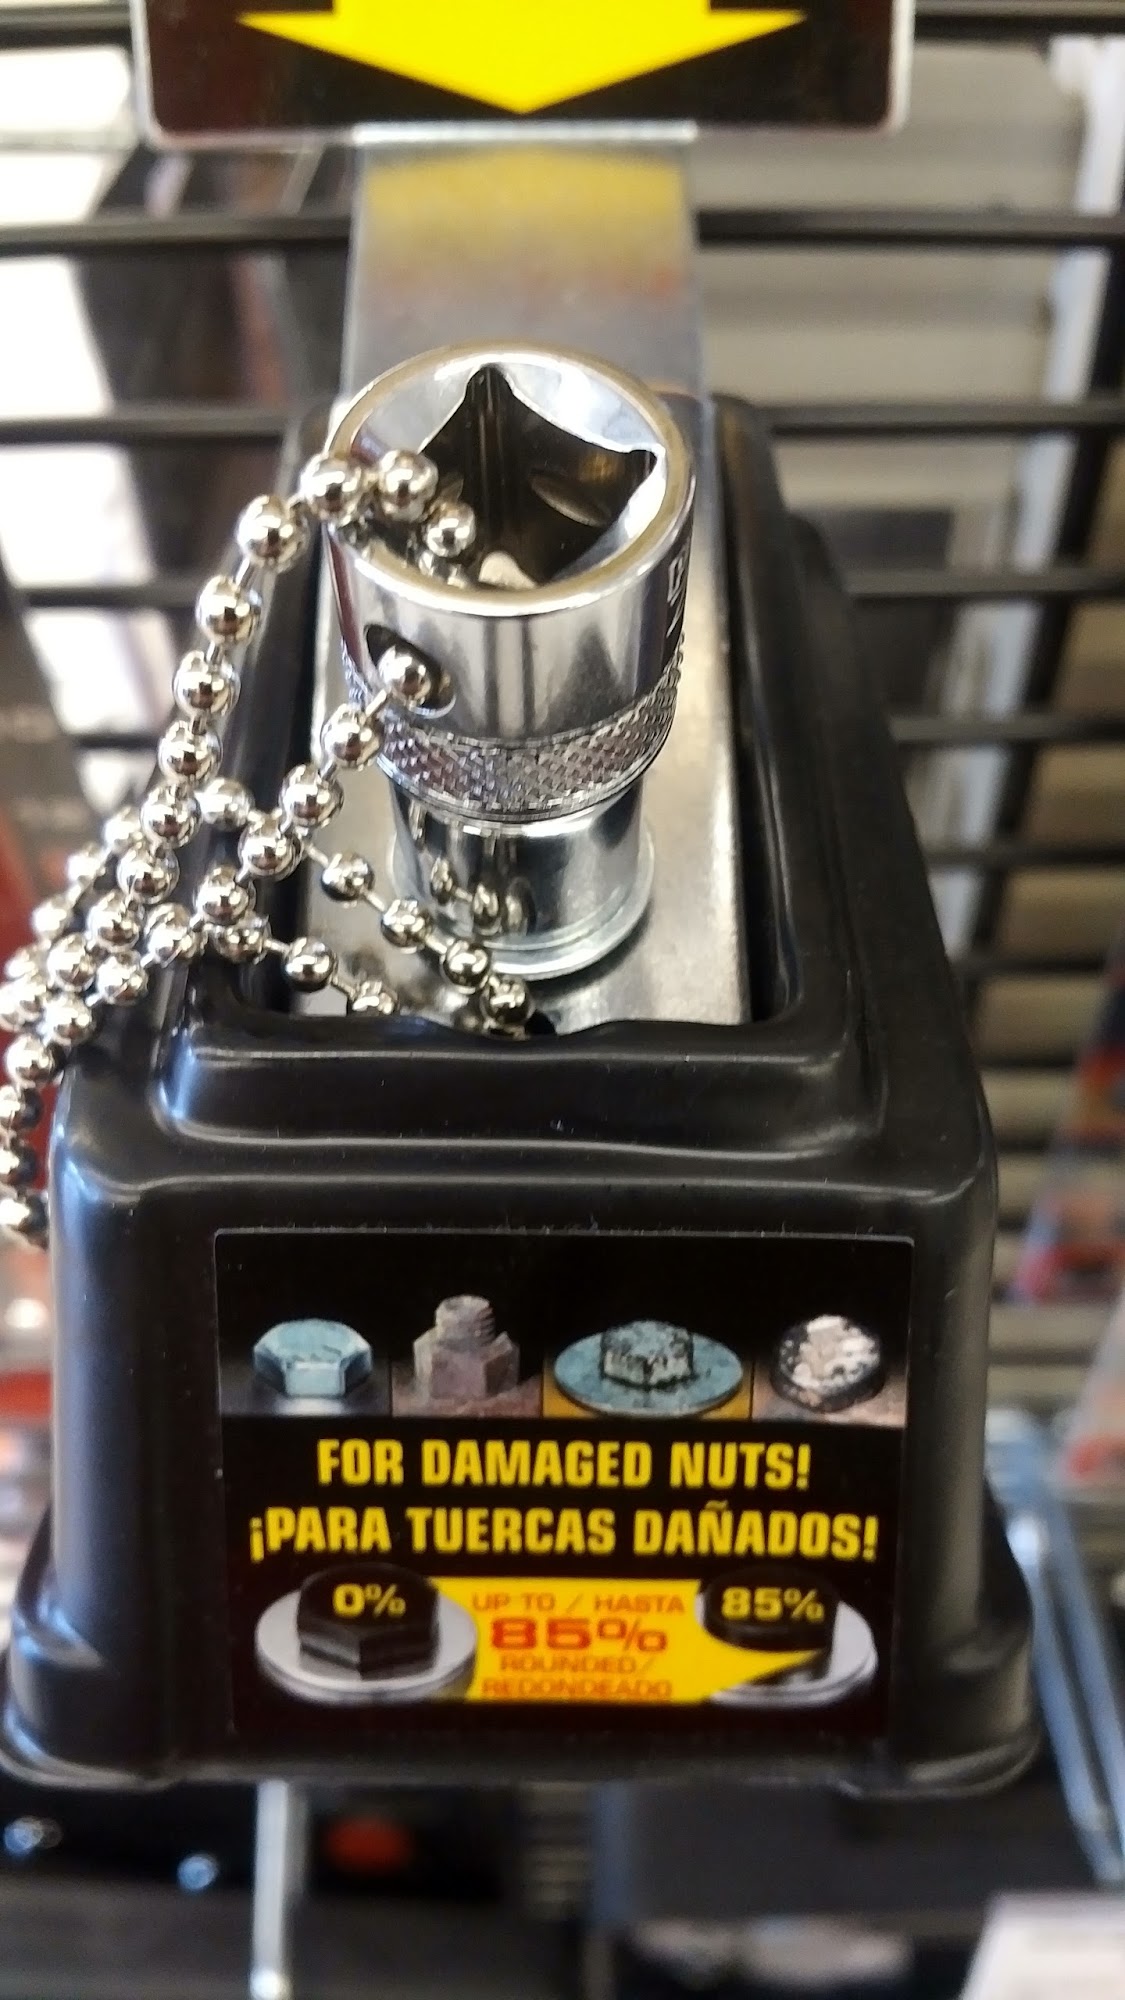 FOR DAMAGED NUTS!
¡PARA TUERCAS DAÑADOS!
0%
UP TO / HASTA
85%
ROUNDED/
REDONDEADO
85%